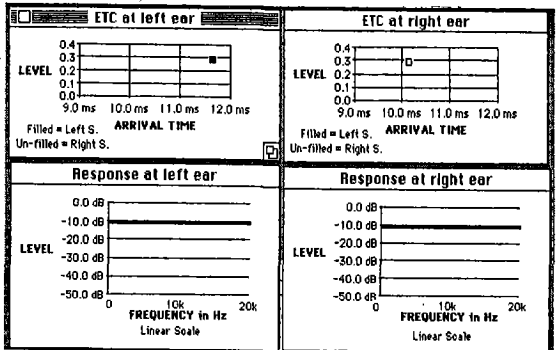 ETC at left ear
0.4
0.3
LEVEL 0.2
0.1
0.0
9.0 ms 10.0 ms 11.0 ms 12.0 ms
Filled = Left S. ARRIVAL TIME
Un-filled = Right S.
ETC at right ear
0.4
0.3
LEVEL 0.2
0.1
0.0
9.0 ms 10.0 ms 11.0 ms 12.0 ms
Filled = Left S. ARRIVAL TIME
Un-filled = Right S.
Response at left ear
0.0 dB
-10.0 dB
-20.0 dB
LEVEL
-30.0 dB
-40.0 dB
-50.0 dB
0 10k 20k
FREQUENCY in Hz
Linear Scale
Response at right ear
0.0 dB
-10.0 dB
-20.0 dB
LEVEL
-30.0 dB
-40.0 dB
-50.0 dB
0 10k 20k
FREQUENCY in Hz
Linear Scale